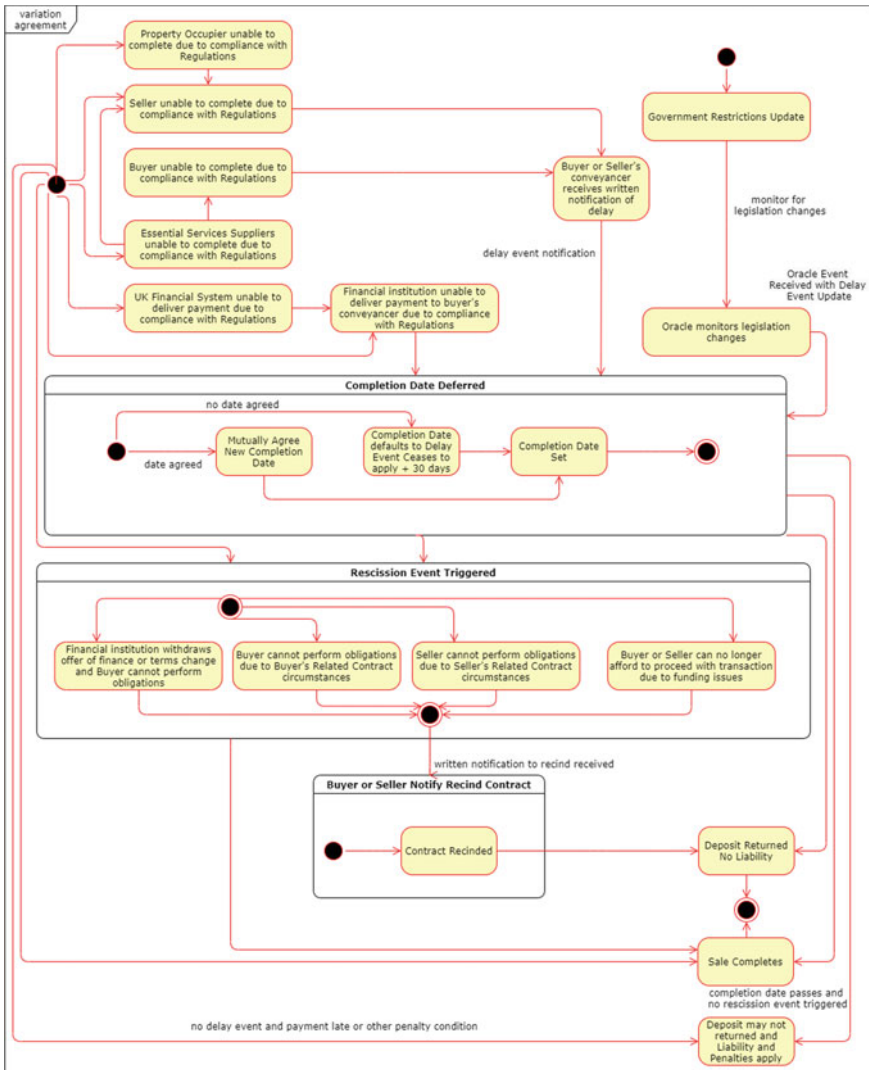 variation
agreement
Property Occupier unable to
complete due to compliance with
Regulations
Seller unable to complete due to
compliance with Regulations
Government Restrictions Update
Buyer unable to complete due to
compliance with Regulations
Buyer or Seller's
conveyancer
receives written
notification of
delay
monitor for
legislation changes
Essential Services Suppliers
unable to complete due to
compliance with Regulations
delay event notification
Oracle Event
Received with Delay
Event Update
UK Financial System unable to
deliver payment due to
compliance with Regulations
Financial institution unable to
deliver payment to buyer's
conveyancer due to compliance
with Regulations
Oracle monitors legislation
changes
Completion Date Deferred
no date agreed
date agreed
Mutually Agree
New Completion
Date
Completion Date
defaults to Delay
Event Ceases to
apply + 30 days
Completion Date
Set
Rescission Event Triggered
Financial institution withdraws
offer of finance or terms change
and Buyer cannot perform
obligations
Buyer cannot perform obligations
due to Buyer's Related Contract
circumstances
Seller cannot perform obligations
due to Seller's Related Contract
circumstances
Buyer or Seller can no longer
afford to proceed with transaction
due to funding issues
written notification to recind received
Buyer or Seller Notify Recind Contract
Contract Recinded
Deposit Returned
No Liability
Sale Completes
completion date passes and
no rescission event triggered
no delay event and payment late or other penalty condition
Deposit may not
returned and
Liability and
Penalties apply